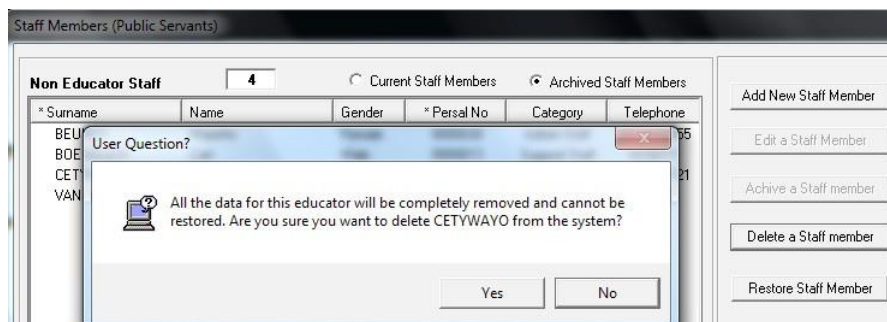 Staff Members (Public Servants)
Non Educator Staff 4 Current Staff Members Archived Staff Members
* Surname Name Gender * Persal No Category Telephone
BEU 55
BOE
CET 21
VAN
User Question?
All the data for this educator will be completely removed and cannot be
restored. Are you sure you want to delete CETYWAYO from the system?
Yes No
Add New Staff Member
Edit a Staff Member
Achive a Staff member
Delete a Staff member
Restore Staff Member